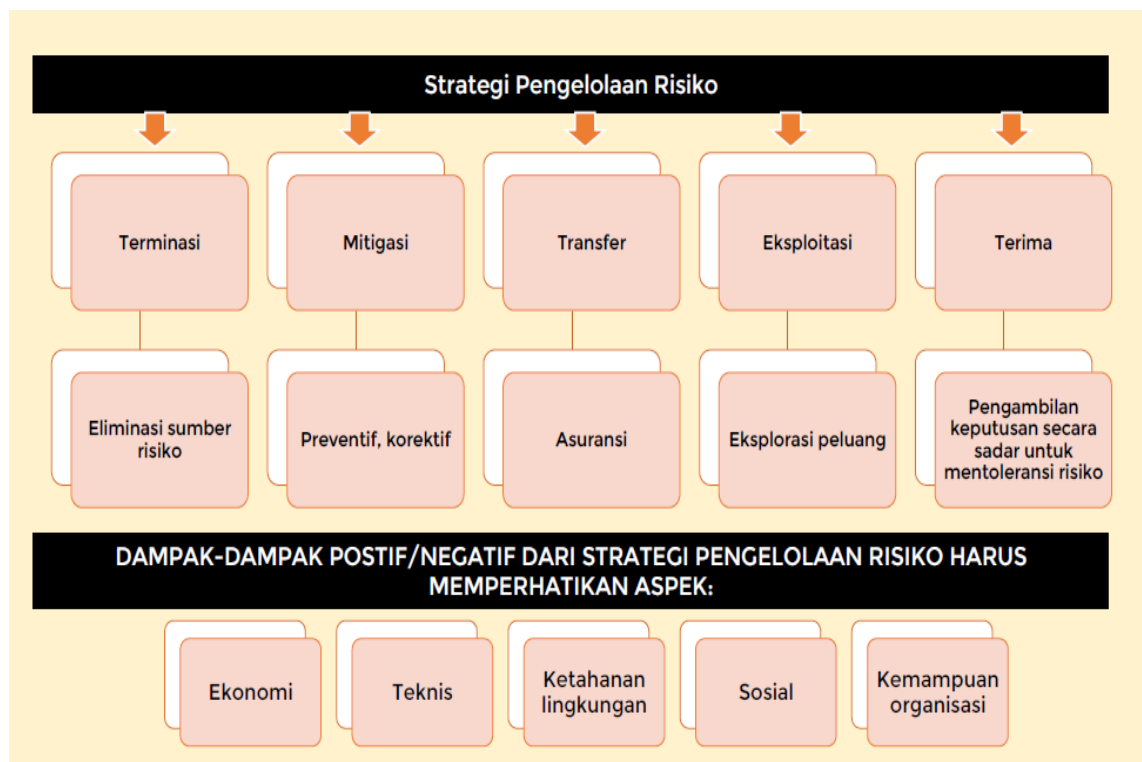 Strategi Pengelolaan Risiko
Terminasi
Mitigasi
Transfer
Eksploitasi
Terima
Eliminasi sumber
risiko
Preventif, korektif
Asuransi
Eksplorasi peluang
Pengambilan
keputusan secara
sadar untuk
mentoleransi risiko
DAMPAK-DAMPAK POSTIF/NEGATIF DARI STRATEGI PENGELOLAAN RISIKO HARUS
MEMPERHATIKAN ASPEK:
Ekonomi
Teknis
Ketahanan
lingkungan
Sosial
Kemampuan
organisasi